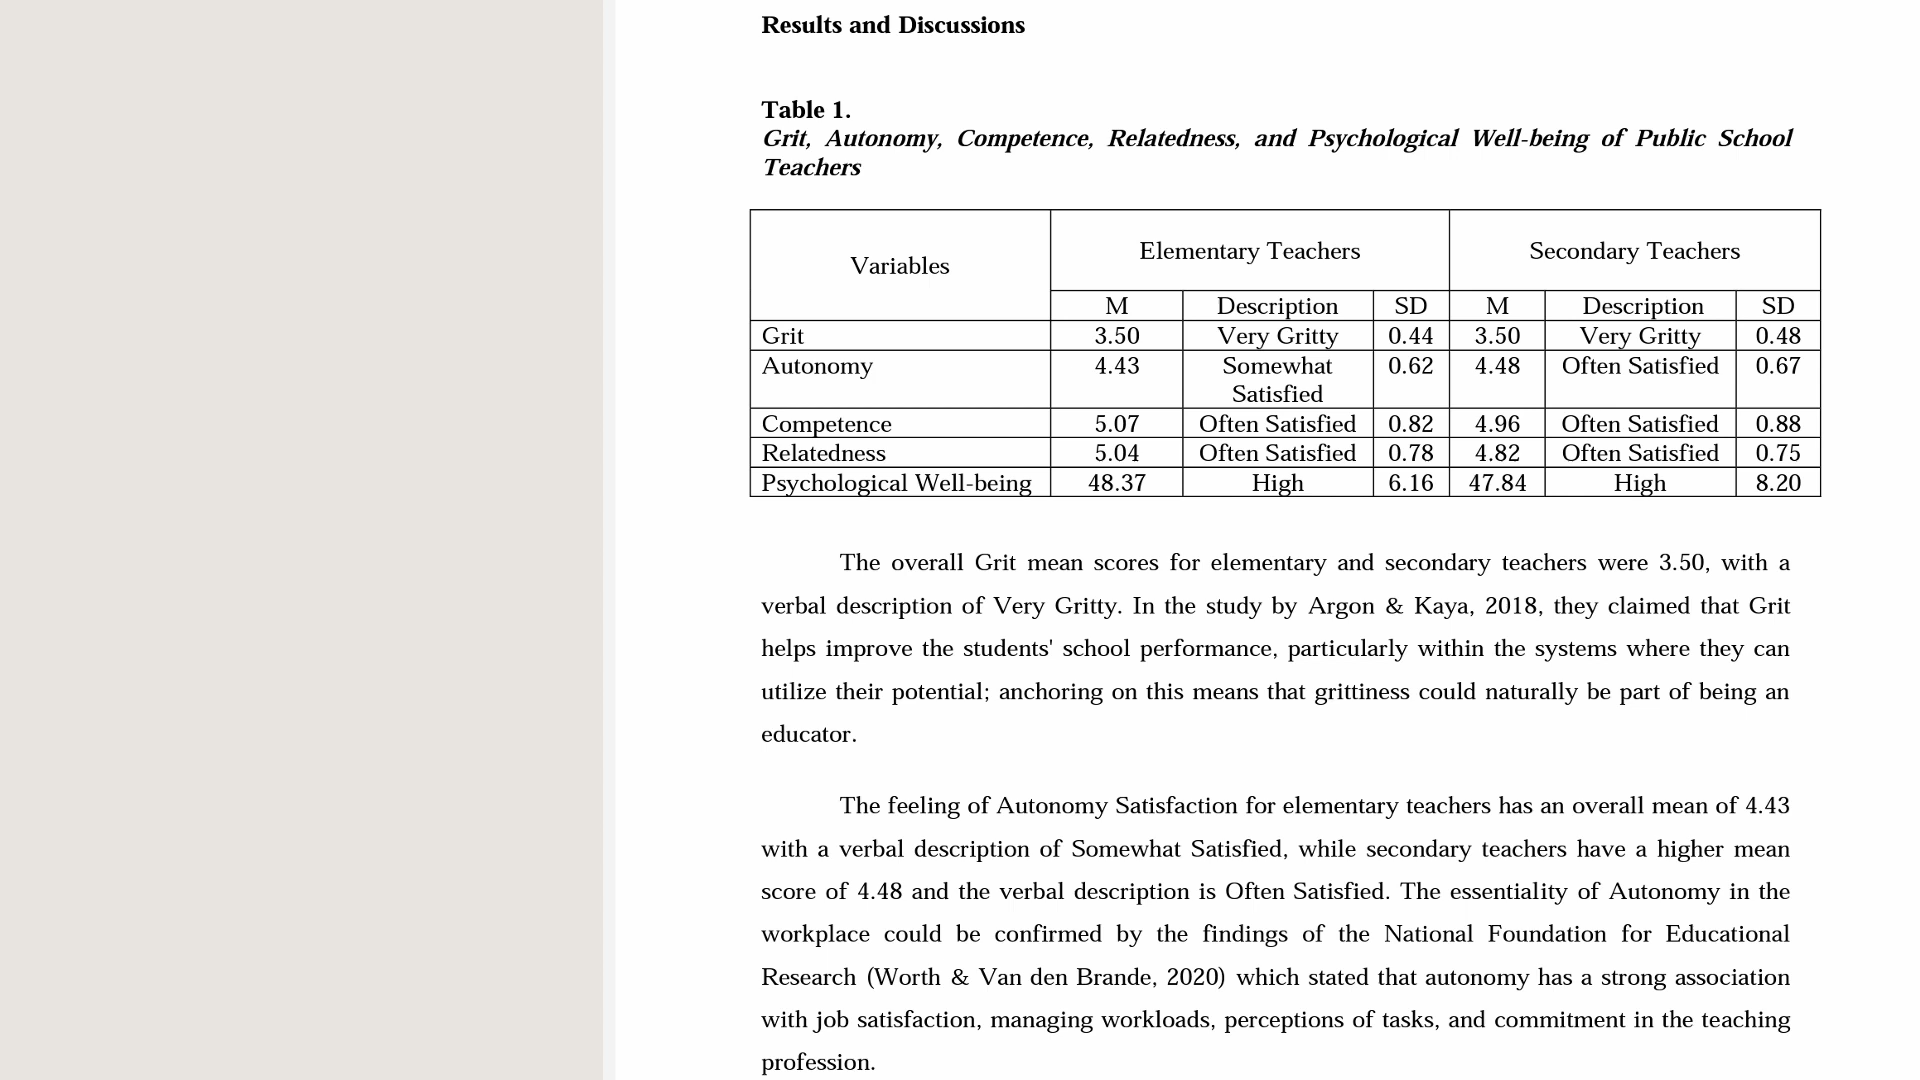 Results and Discussions
Table 1.
Grit, Autonomy, Competence, Relatedness, and Psychological Well-being of Public School
Teachers
Variables
Elementary Teachers
Secondary Teachers
M Description SD M Description SD
Grit 3.50 Very Gritty 0.44 3.50 Very Gritty 0.48
Autonomy 4.43 Somewhat 0.62 4.48 Often Satisfied 0.67
Satisfied
Competence 5.07 Often Satisfied 0.82 4.96 Often Satisfied 0.88
Relatedness 5.04 Often Satisfied 0.78 4.82 Often Satisfied 0.75
Psychological Well-being 48.37 High 6.16 47.84 High 8.20
The overall Grit mean scores for elementary and secondary teachers were 3.50, with a
verbal description of Very Gritty. In the study by Argon & Kaya, 2018, they claimed that Grit
helps improve the students' school performance, particularly within the systems where they can
utilize their potential; anchoring on this means that grittiness could naturally be part of being an
educator.
The feeling of Autonomy Satisfaction for elementary teachers has an overall mean of 4.43
with a verbal description of Somewhat Satisfied, while secondary teachers have a higher mean
score of 4.48 and the verbal description is Often Satisfied. The essentiality of Autonomy in the
workplace could be confirmed by the findings of the National Foundation for Educational
Research (Worth & Van den Brande, 2020) which stated that autonomy has a strong association
with job satisfaction, managing workloads, perceptions of tasks, and commitment in the teaching
profession.